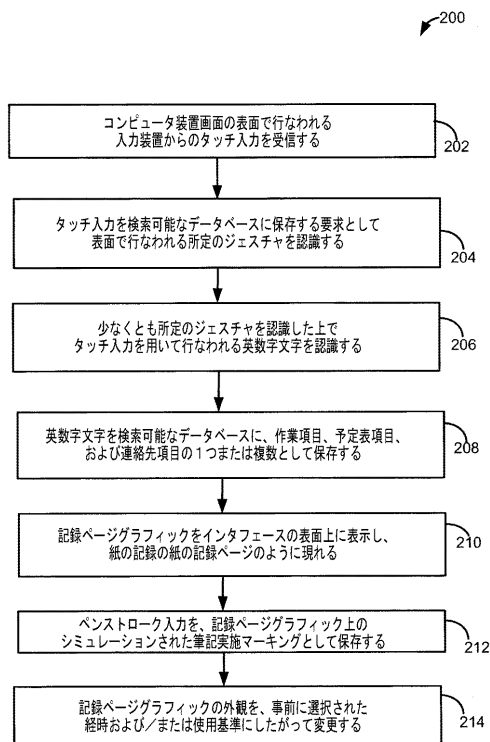 200
コンピュータ装置画面の表面で行なわれる
入力装置からのタッチ入力を受信する
202
タッチ入力を検索可能なデータベースに保存する要求として
表面で行なわれる所定のジェスチャを認識する
204
少なくとも所定のジェスチャを認識した上で
タッチ入力を用いて行なわれる英数字文字を認識する
206
英数字文字を検索可能なデータベースに、作業項目、予定表項目、
および連絡先項目の1つまたは複数として保存する
208
記録ページグラフィックをインタフェースの表面上に表示し、
紙の記録の紙の記録ページのように現れる
210
ペンストローク入力を、記録ページグラフィック上の
シミュレーションされた筆記実施マーキングとして保存する
212
記録ページグラフィックの外観を、事前に選択された
経時および/または使用基準にしたがって変更する
214